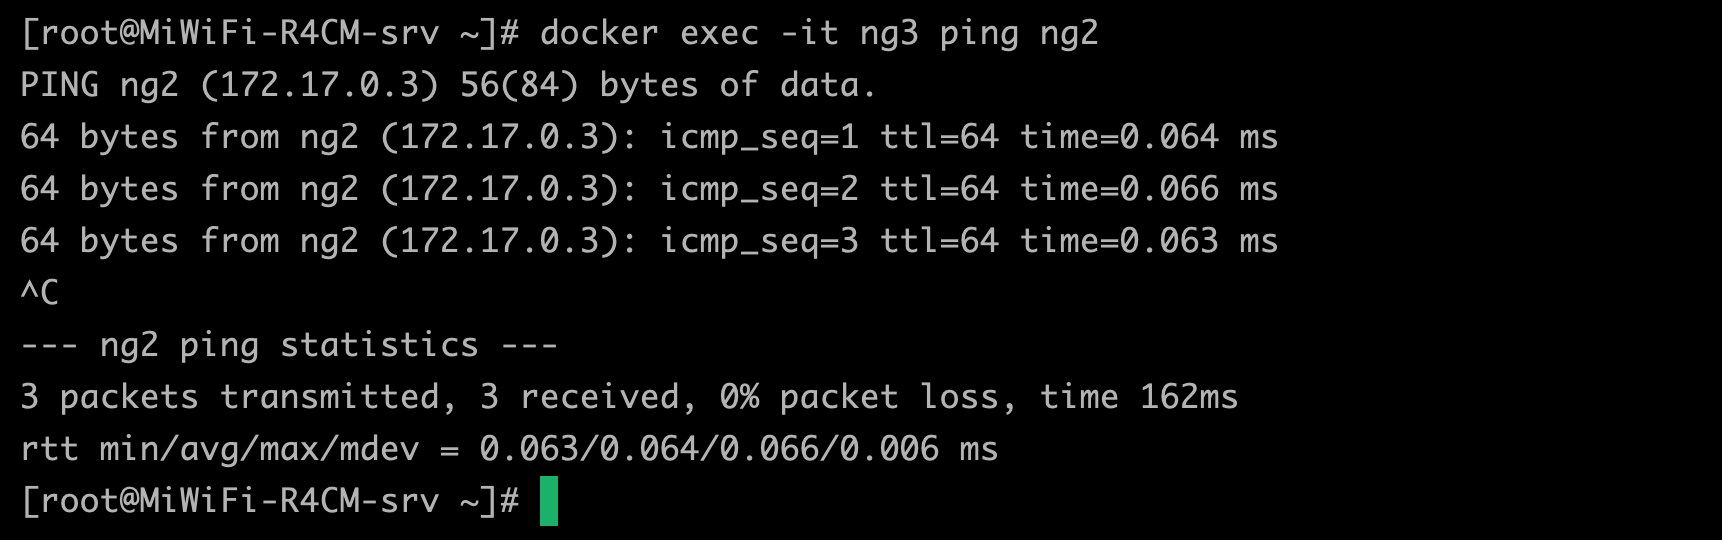 [root@MiWiFi-R4CM-srv ~]# docker exec -it ng3 ping ng2
PING ng2 (172.17.0.3) 56(84) bytes of data.
64 bytes from ng2 (172.17.0.3): icmp_seq=1 ttl=64 time=0.064 ms
64 bytes from ng2 (172.17.0.3): icmp_seq=2 ttl=64 time=0.066 ms
64 bytes from ng2 (172.17.0.3): icmp_seq=3 ttl=64 time=0.063 ms
^C
--- ng2 ping statistics ---
3 packets transmitted, 3 received, 0% packet loss, time 162ms
rtt min/avg/max/mdev = 0.063/0.064/0.066/0.006 ms
[root@MiWiFi-R4CM-srv ~]#